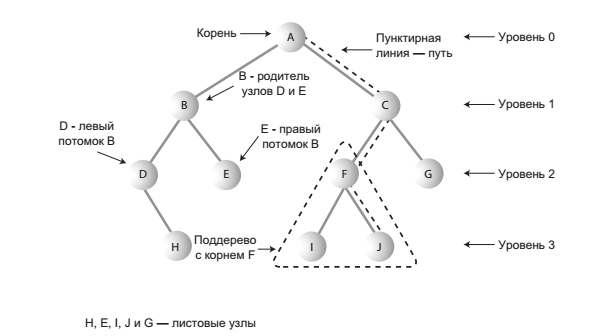 Корень
A
Пунктирная
линия — путь
Уровень 0
B - родитель
узлов D и E
B
C
Уровень 1
D - левый
потомок B
E - правый
потомок B
D
E
F
G
Уровень 2
H
Поддерево
с корнем F
I
J
Уровень 3
H, E, I, J и G — листовые узлы